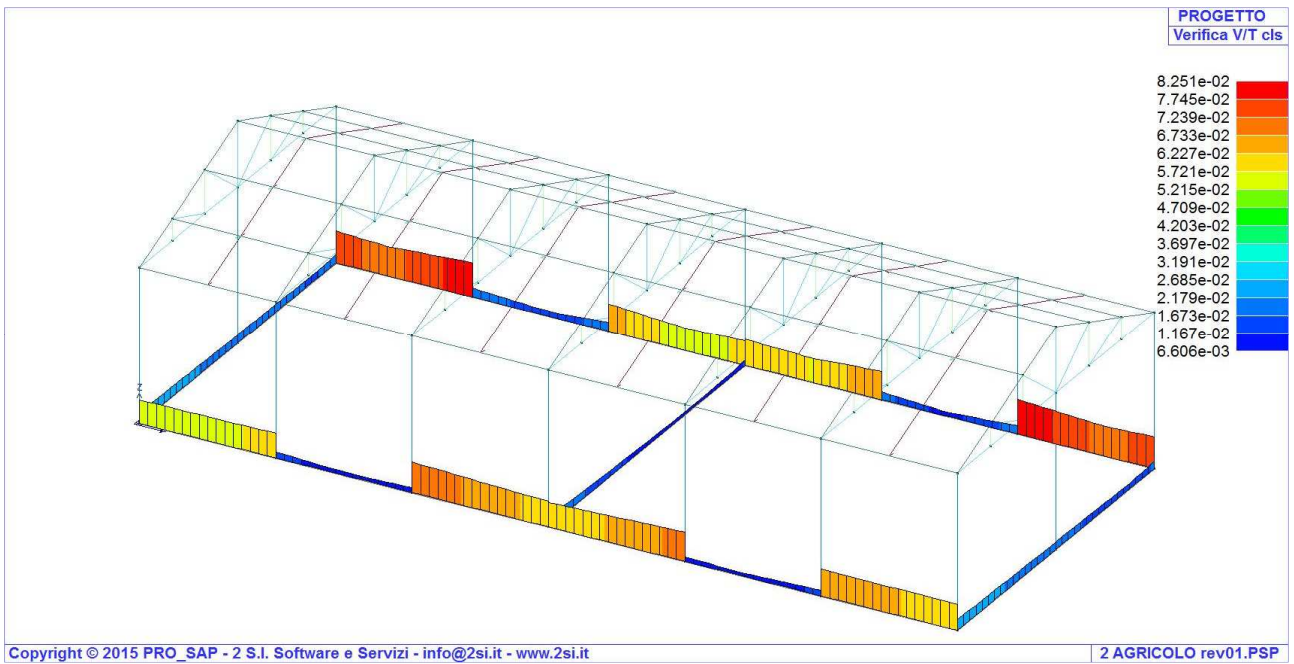 PROGETTO
Verifica V/T cls
8.251e-02
7.745e-02
7.239e-02
6.733e-02
6.227e-02
5.721e-02
5.215e-02
4.709e-02
4.203e-02
3.697e-02
3.191e-02
2.685e-02
2.179e-02
1.673e-02
1.167e-02
6.606e-03
Z
Copyright © 2015 PRO_SAP - 2 S.I. Software e Servizi - info@2si.it - www.2si.it
2 AGRICOLO rev01.PSP